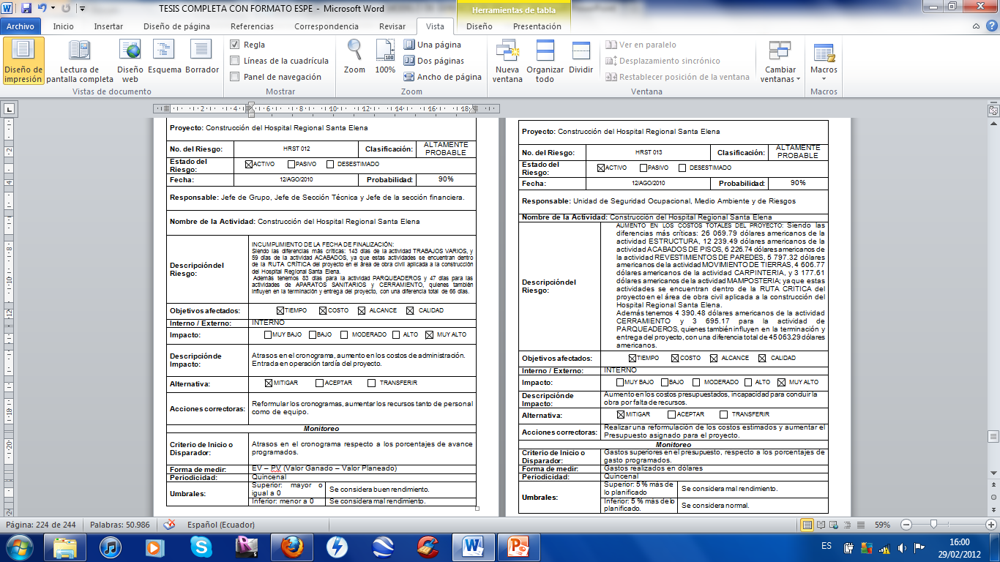 TESIS COMPLETA CON FORMATO ESPE - Microsoft Word
Herramientas de tabla
Archivo Inicio Insertar Diseño de página Referencias Correspondencia Revisar Vista Diseño Presentación
Diseño de impresión
Lectura de pantalla completa
Diseño web
Esquema
Borrador
Vistas de documento
Regla
Líneas de la cuadrícula
Panel de navegación
Mostrar
Zoom
100%
Una página
Dos páginas
Ancho de página
Zoom
Nueva ventana
Organizar todo
Dividir
Ver en paralelo
Desplazamiento sincrónico
Restablecer posición de la ventana
Ventana
Cambiar ventanas
Macros
Macros
2 4 6 8 10 12 14 16 18
Proyecto: Construcción del Hospital Regional Santa Elena
No. del Riesgo: HRST 012 Clasificación: ALTAMENTE PROBABLE
Estado del Riesgo: ACTIVO PASIVO DESESTIMADO
Fecha: 12/AGO/2010 Probabilidad: 90%
Responsable: Jefe de Grupo, Jefe de Sección Técnica y Jefe de la sección financiera.
Nombre de la Actividad: Construcción del Hospital Regional Santa Elena
Descripción del Riesgo:
INCUMPLIMIENTO DE LA FECHA DE FINALIZACIÓN:
Siendo las diferencias más críticas: 143 días de la actividad TRABAJOS VARIOS, y
59 días de la actividad ACABADOS, ya que estas actividades se encuentran dentro
de la RUTA CRÍTICA del proyecto en el área de obra civil aplicada a la construcción
del Hospital Regional Santa Elena.
Además tenemos 83 días para la actividad PARQUEADEROS y 47 días para las
actividades de APARATOS SANITARIOS y CERRAMIENTO, quienes también
influyen en la terminación y entrega del proyecto, con una diferencia total de 66 días.
Objetivos afectados: TIEMPO COSTO ALCANCE CALIDAD
Interno / Externo: INTERNO
Impacto: MUY BAJO BAJO MODERADO ALTO MUY ALTO
Descripción de Impacto:
Atrasos en el cronograma, aumento en los costos de administración.
Entrada en operación tardía del proyecto.
Alternativa: MITIGAR ACEPTAR TRANSFERIR
Acciones correctoras:
Reformular los cronogramas, aumentar los recursos tanto de personal
como de equipo.
Monitoreo
Criterio de Inicio o Disparador:
Atrasos en el cronograma respecto a los porcentajes de avance
programados.
Forma de medir: EV – PV (Valor Ganado – Valor Planeado)
Periodicidad: Quincenal
Umbrales:
Superior: mayor o igual a 0 Se considera buen rendimiento.
Inferior: menor a 0 Se considera mal rendimiento.
Proyecto: Construcción del Hospital Regional Santa Elena
No. del Riesgo: HRST 013 Clasificación: ALTAMENTE PROBABLE
Estado del Riesgo: ACTIVO PASIVO DESESTIMADO
Fecha: 12/AGO/2010 Probabilidad: 90%
Responsable: Unidad de Seguridad Ocupacional, Medio Ambiente y de Riesgos
Nombre de la Actividad: Construcción del Hospital Regional Santa Elena
Descripción del Riesgo:
AUMENTO EN LOS COSTOS TOTALES DEL PROYECTO: Siendo las
diferencias más críticas: 26 069.79 dólares americanos de la
actividad ESTRUCTURA, 12 239.49 dólares americanos de la
actividad ACABADOS DE PISOS, 6 226.74 dólares americanos de
la actividad REVESTIMIENTOS DE PAREDES, 5 797.32 dólares
americanos de la actividad MOVIMIENTO DE TIERRAS, 4 606.77
dólares americanos de la actividad CARPINTERIA, y 3 177.61
dólares americanos de la actividad MAMPOSTERIA; ya que estas
actividades se encuentran dentro de la RUTA CRITICA del
proyecto en el área de obra civil aplicada a la construcción del
Hospital Regional Santa Elena.
Además tenemos 4 390.48 dólares americanos de la actividad
CERRAMIENTO y 3 695.17 para la actividad de
PARQUEADEROS, quienes también influyen en la terminación y
entrega del proyecto, con una diferencia total de 45 063.29 dólares
americanos.
Objetivos afectados: TIEMPO COSTO ALCANCE CALIDAD
Interno / Externo: INTERNO
Impacto: MUY BAJO BAJO MODERADO ALTO MUY ALTO
Descripción de Impacto:
Aumento en los costos presupuestados, incapacidad para concluir la
obra por falta de recursos.
Alternativa: MITIGAR ACEPTAR TRANSFERIR
Acciones correctoras:
Realizar una reformulación de los costos estimados y aumentar el
Presupuesto asignado para el proyecto.
Monitoreo
Criterio de Inicio o Disparador:
Gastos superiores en el presupuesto, respecto a los porcentajes de
gasto programados.
Forma de medir: Gastos realizados en dólares
Periodicidad: Quincenal
Umbrales:
Superior: 5 % más de lo planificado Se considera mal rendimiento.
Inferior: 5 % más de lo planificado. Se considera normal.
Página: 224 de 244 Palabras: 50.986 Español (Ecuador) 59%
ES 16:00
29/02/2012